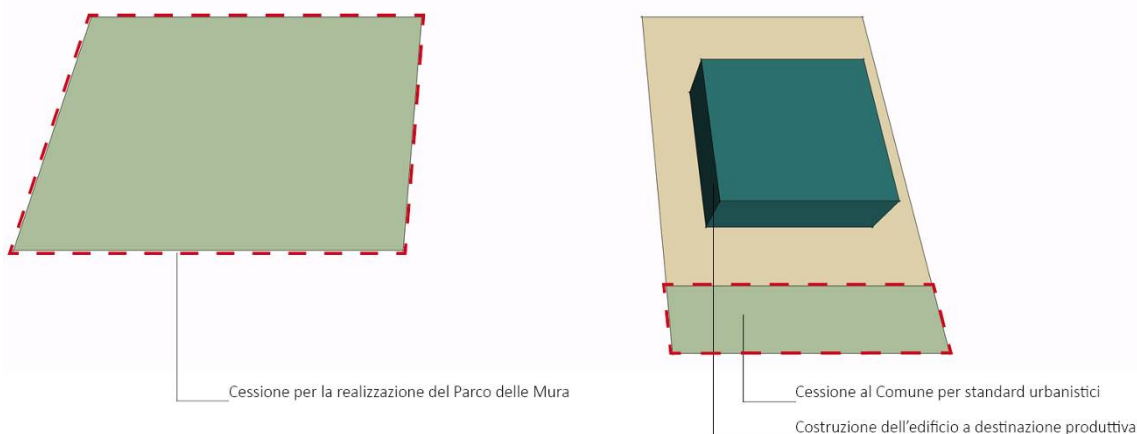 Cessione per la realizzazione del Parco delle Mura
Cessione al Comune per standard urbanistici
Costruzione dell'edificio a destinazione produttiva